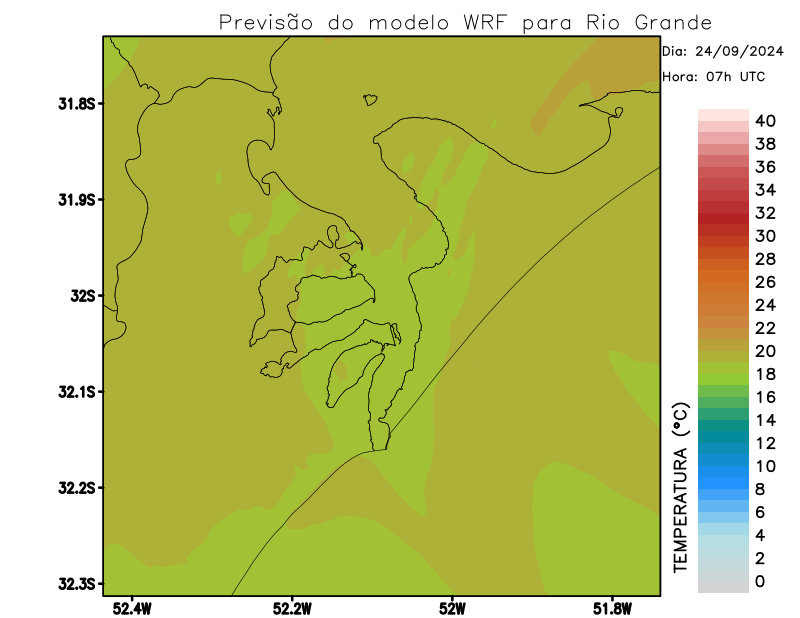 Previsão do modelo WRF para Rio Grande
Dia: 24/09/2024
Hora: 07h UTC
31.8S
31.9S
32S
32.1S
32.2S
32.3S
52.4W
52.2W
52W
51.8W
TEMPERATURA (°C)
40
38
36
34
32
30
28
26
24
22
20
18
16
14
12
10
8
6
4
2
0